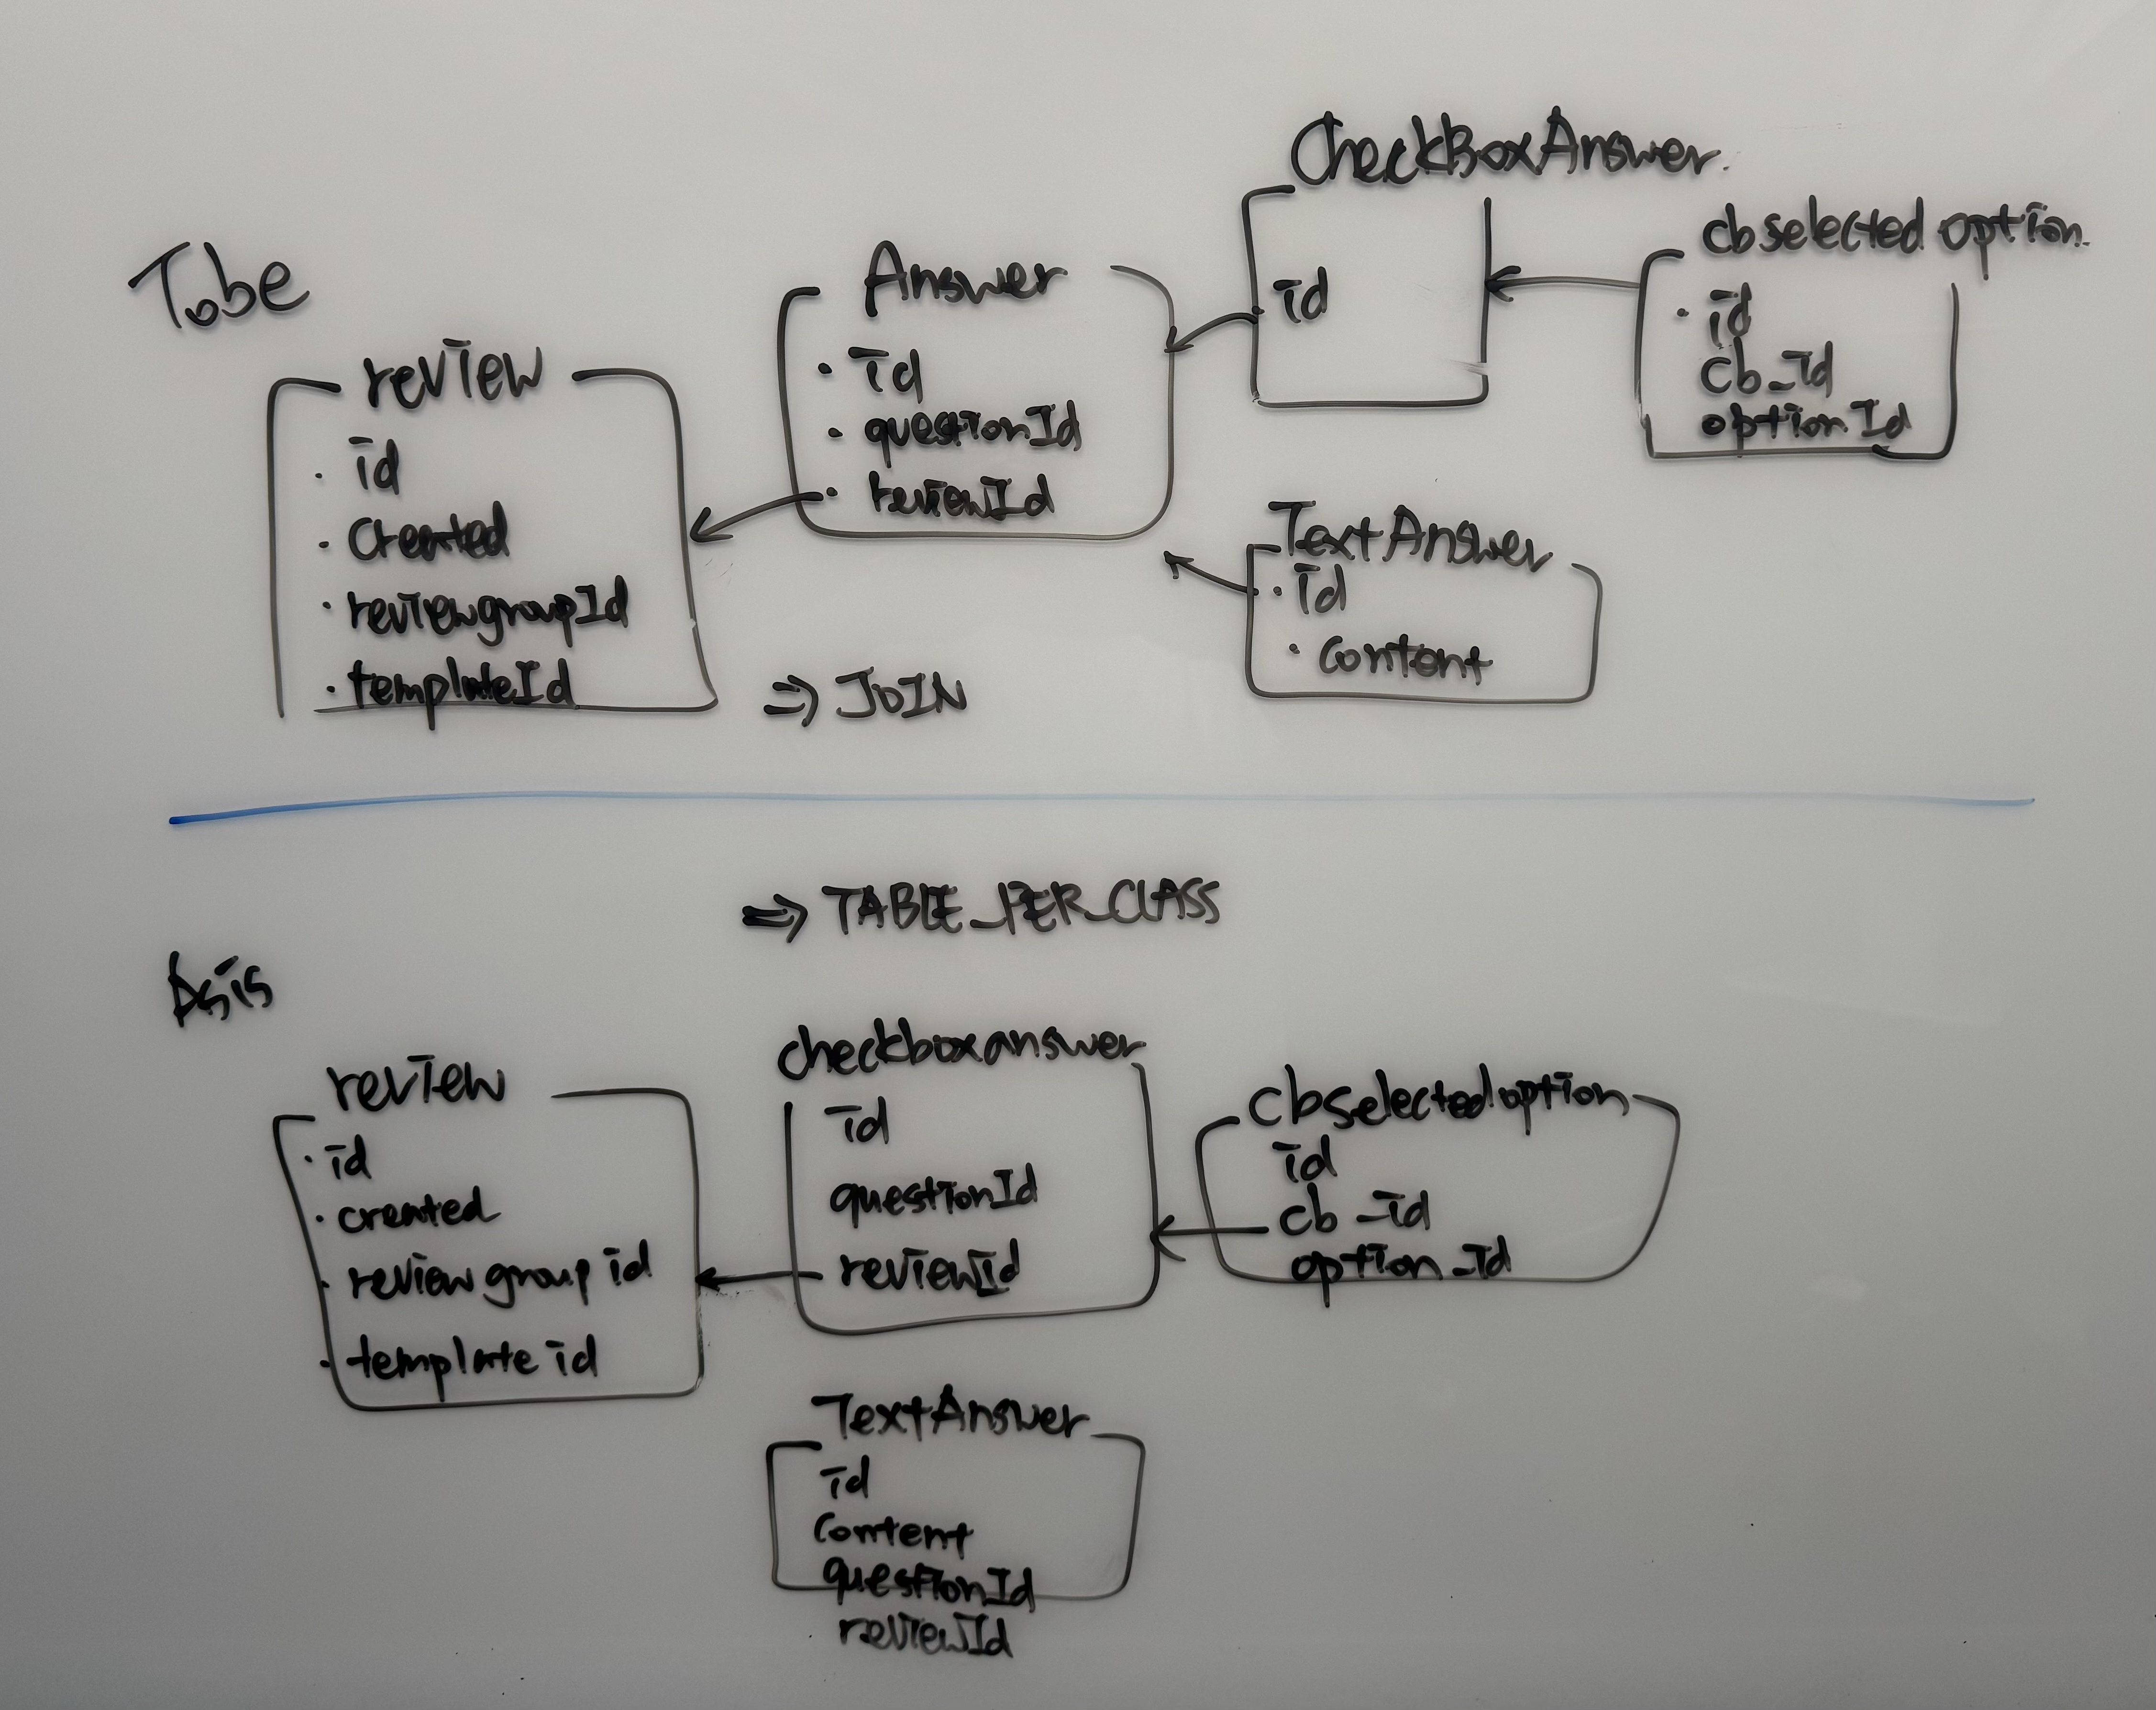 Tobe
review
· id
· Created
· reviewgroupId
· templateId
Answer
· id
· questionId
· reviewId
CheckBoxAnswer.
id
cbselected option.
· id
cb_id
optionId
TextAnswer
· id
· content
⇒ JOIN
⇒ TABLE_PER_CLASS
Asis
review
· id
· created
· review group id
· template id
checkboxanswer
id
questionId
reviewid
cbselectedoption
id
cb_id
option_id
TextAnswer
id
content
questionId
reviewId